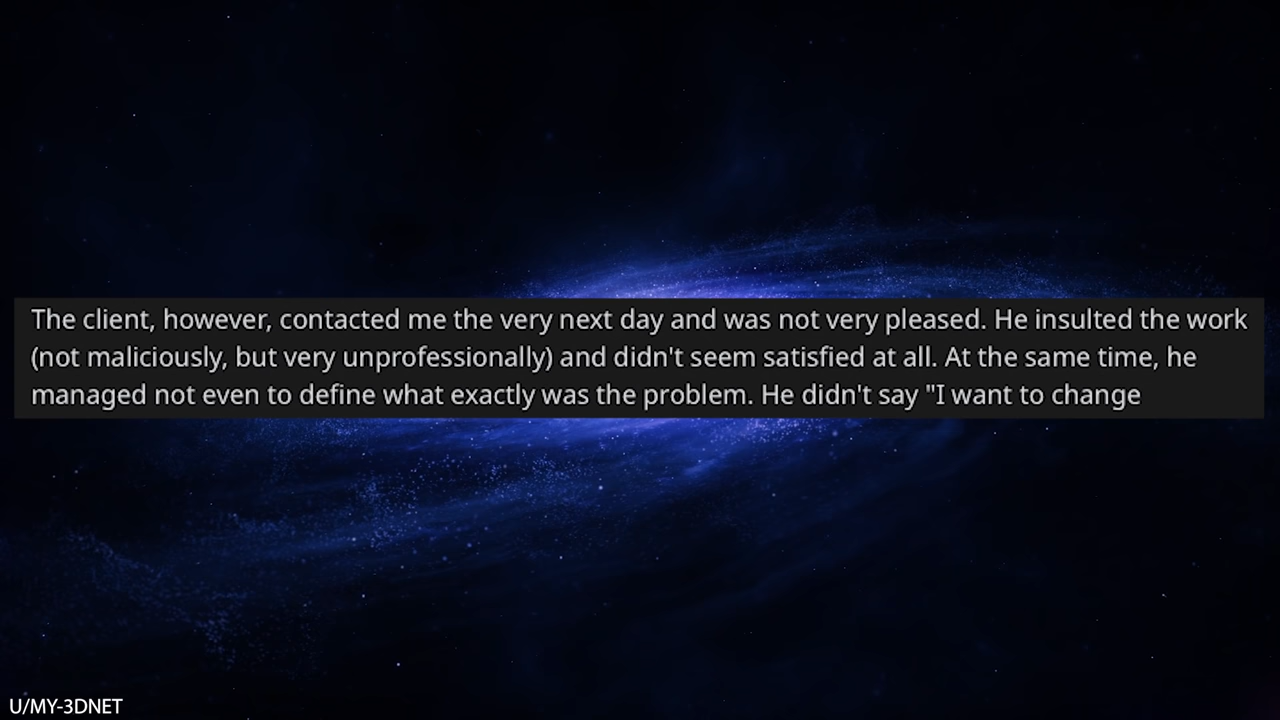 The client, however, contacted me the very next day and was not very pleased. He insulted the work
(not maliciously, but very unprofessionally) and didn't seem satisfied at all. At the same time, he
managed not even to define what exactly was the problem. He didn't say "I want to change
U/MY-3DNET